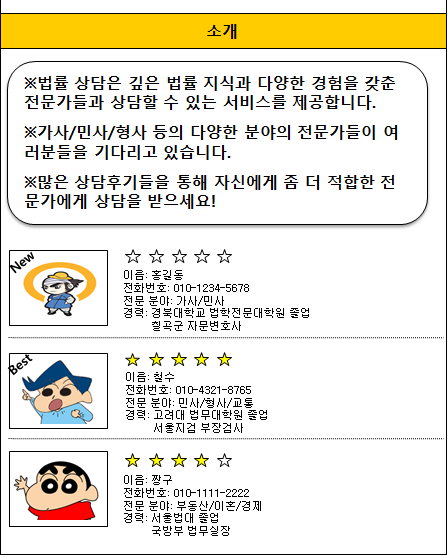 소개
※법률 상담은 깊은 법률 지식과 다양한 경험을 갖춘
전문가들과 상담할 수 있는 서비스를 제공합니다.
※가사/민사/형사 등의 다양한 분야의 전문가들이 여
러분들을 기다리고 있습니다.
※많은 상담후기들을 통해 자신에게 좀 더 적합한 전
문가에게 상담을 받으세요!
New
☆☆☆☆☆
이름: 홍길동
전화번호: 010-1234-5678
전문 분야: 가사/민사
경력: 경북대학교 법학전문대학원 졸업
칠곡군 자문변호사
Best
★★★★★
이름: 철수
전화번호: 010-4321-8765
전문 분야: 민사/형사/교통
경력: 고려대 법무대학원 졸업
서울지검 부장검사
★★★★☆
이름: 짱구
전화번호: 010-1111-2222
전문 분야: 부동산/이혼/경제
경력: 서울법대 졸업
국방부 법무실장